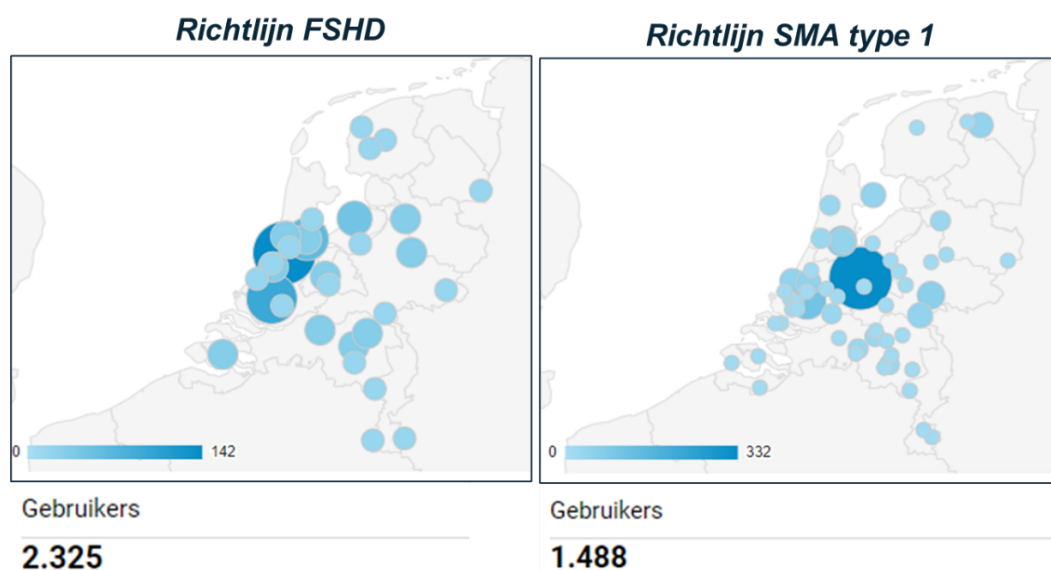 Richtlijn FSHD
Richtlijn SMA type 1
0
142
0
332
Gebruikers
2.325
Gebruikers
1.488